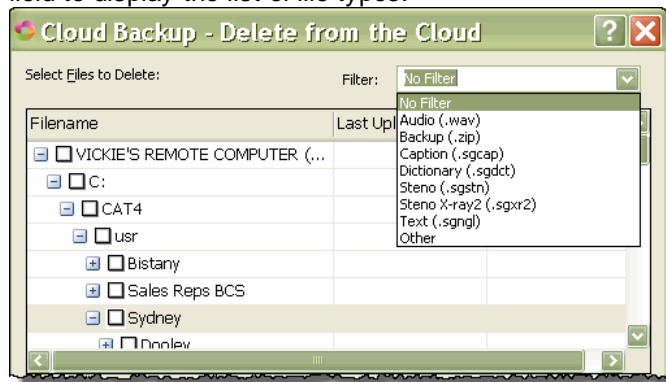 field to display the list of file types.
Cloud Backup - Delete from the Cloud
Select Files to Delete:
Filter: No Filter
No Filter
Audio (.wav)
Backup (.zip)
Caption (.sgcap)
Dictionary (.sgdct)
Steno (.sgstn)
Steno X-ray2 (.sgxr2)
Text (.sgngl)
Other
Filename Last Upl
VICKIE'S REMOTE COMPUTER (...
C:
CAT4
usr
Bistany
Sales Reps BCS
Sydney
Dooley